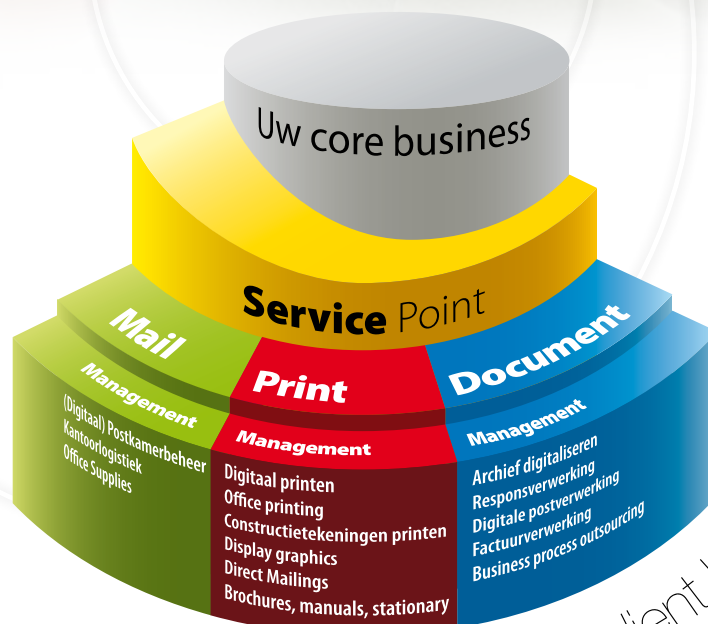 Uw core business
Service Point
Mail
Management
(Digitaal) Postkamerbeheer
Kantoorlogistiek
Office Supplies
Print
Management
Digitaal printen
Office printing
Constructietekeningen printen
Display graphics
Direct Mailings
Brochures, manuals, stationary
Document
Management
Archief digitaliseren
Responsverwerking
Digitale postverwerking
Factuurverwerking
Business process outsourcing